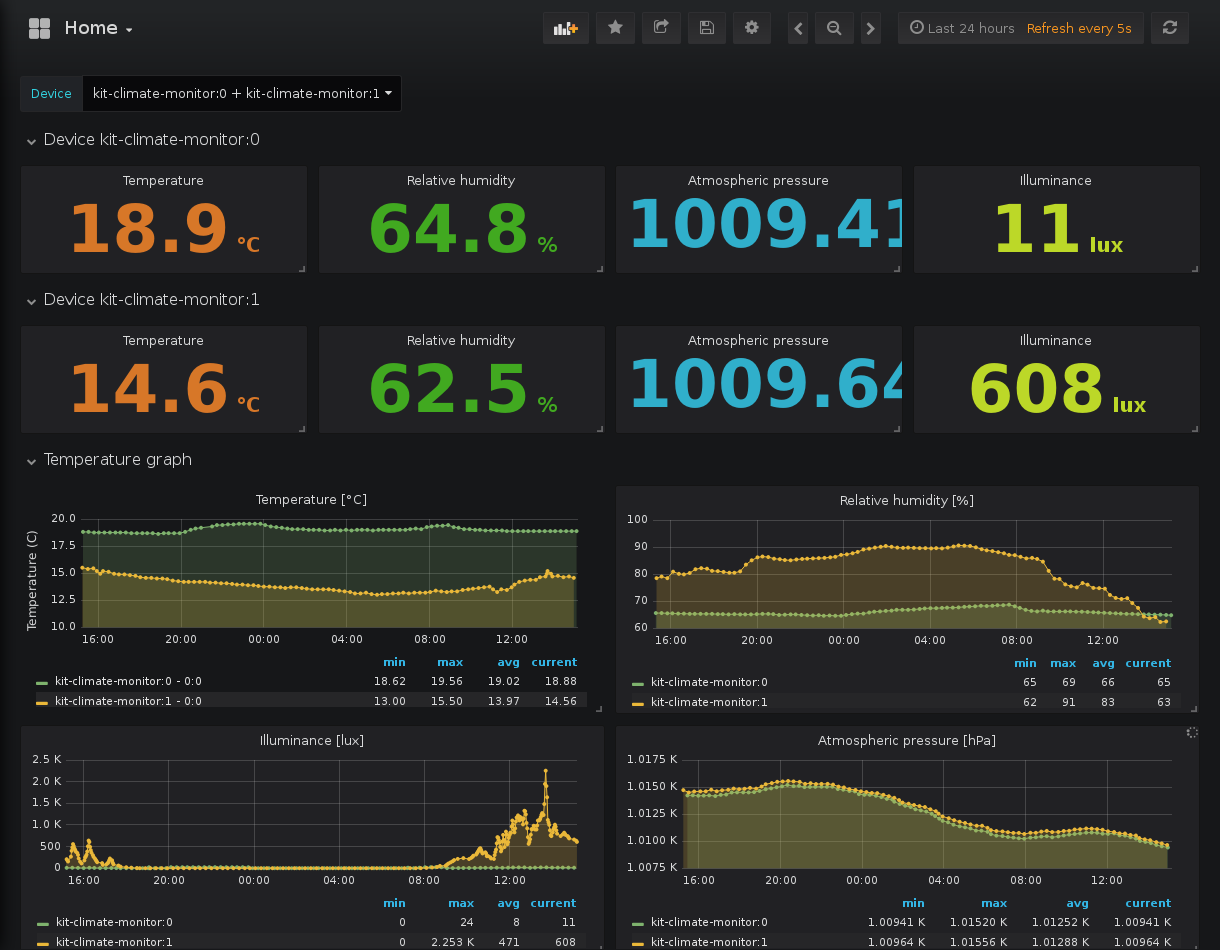 Home
Last 24 hours Refresh every 5s
Device kit-climate-monitor:0 + kit-climate-monitor:1
Device kit-climate-monitor:0
Temperature Relative humidity Atmospheric pressure Illuminance
18.9 °C 64.8 % 1009.41 11 lux
Device kit-climate-monitor:1
Temperature Relative humidity Atmospheric pressure Illuminance
14.6 °C 62.5 % 1009.64 608 lux
Temperature graph
Temperature [°C]
Temperature (C)
20.0
17.5
15.0
12.5
10.0
16:00 20:00 00:00 04:00 08:00 12:00
min max avg current
kit-climate-monitor:0 - 0:0 18.62 19.56 19.02 18.88
kit-climate-monitor:1 - 0:0 13.00 15.50 13.97 14.56
Relative humidity [%]
100
90
80
70
60
16:00 20:00 00:00 04:00 08:00 12:00
min max avg current
kit-climate-monitor:0 65 69 66 65
kit-climate-monitor:1 62 91 83 63
Illuminance [lux]
2.5 K
2.0 K
1.5 K
1.0 K
500
0
16:00 20:00 00:00 04:00 08:00 12:00
min max avg current
kit-climate-monitor:0 0 24 8 11
kit-climate-monitor:1 0 2.253 K 471 608
Atmospheric pressure [hPa]
1.0175 K
1.0150 K
1.0125 K
1.0100 K
1.0075 K
16:00 20:00 00:00 04:00 08:00 12:00
min max avg current
kit-climate-monitor:0 1.00941 K 1.01520 K 1.01252 K 1.00941 K
kit-climate-monitor:1 1.00964 K 1.01556 K 1.01288 K 1.00964 K